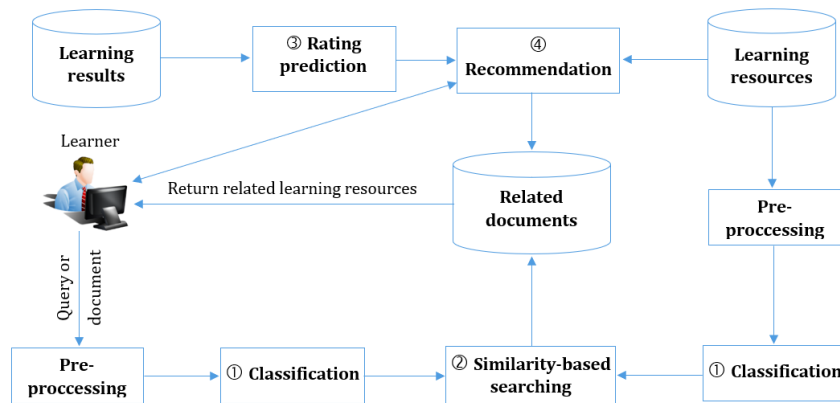 Learning
results
③ Rating
prediction
④
Recommendation
Learning
resources
Learner
Return related learning resources
Related
documents
Pre-
proccessing
Query or
document
Pre-
proccessing
① Classification
② Similarity-based
searching
① Classification